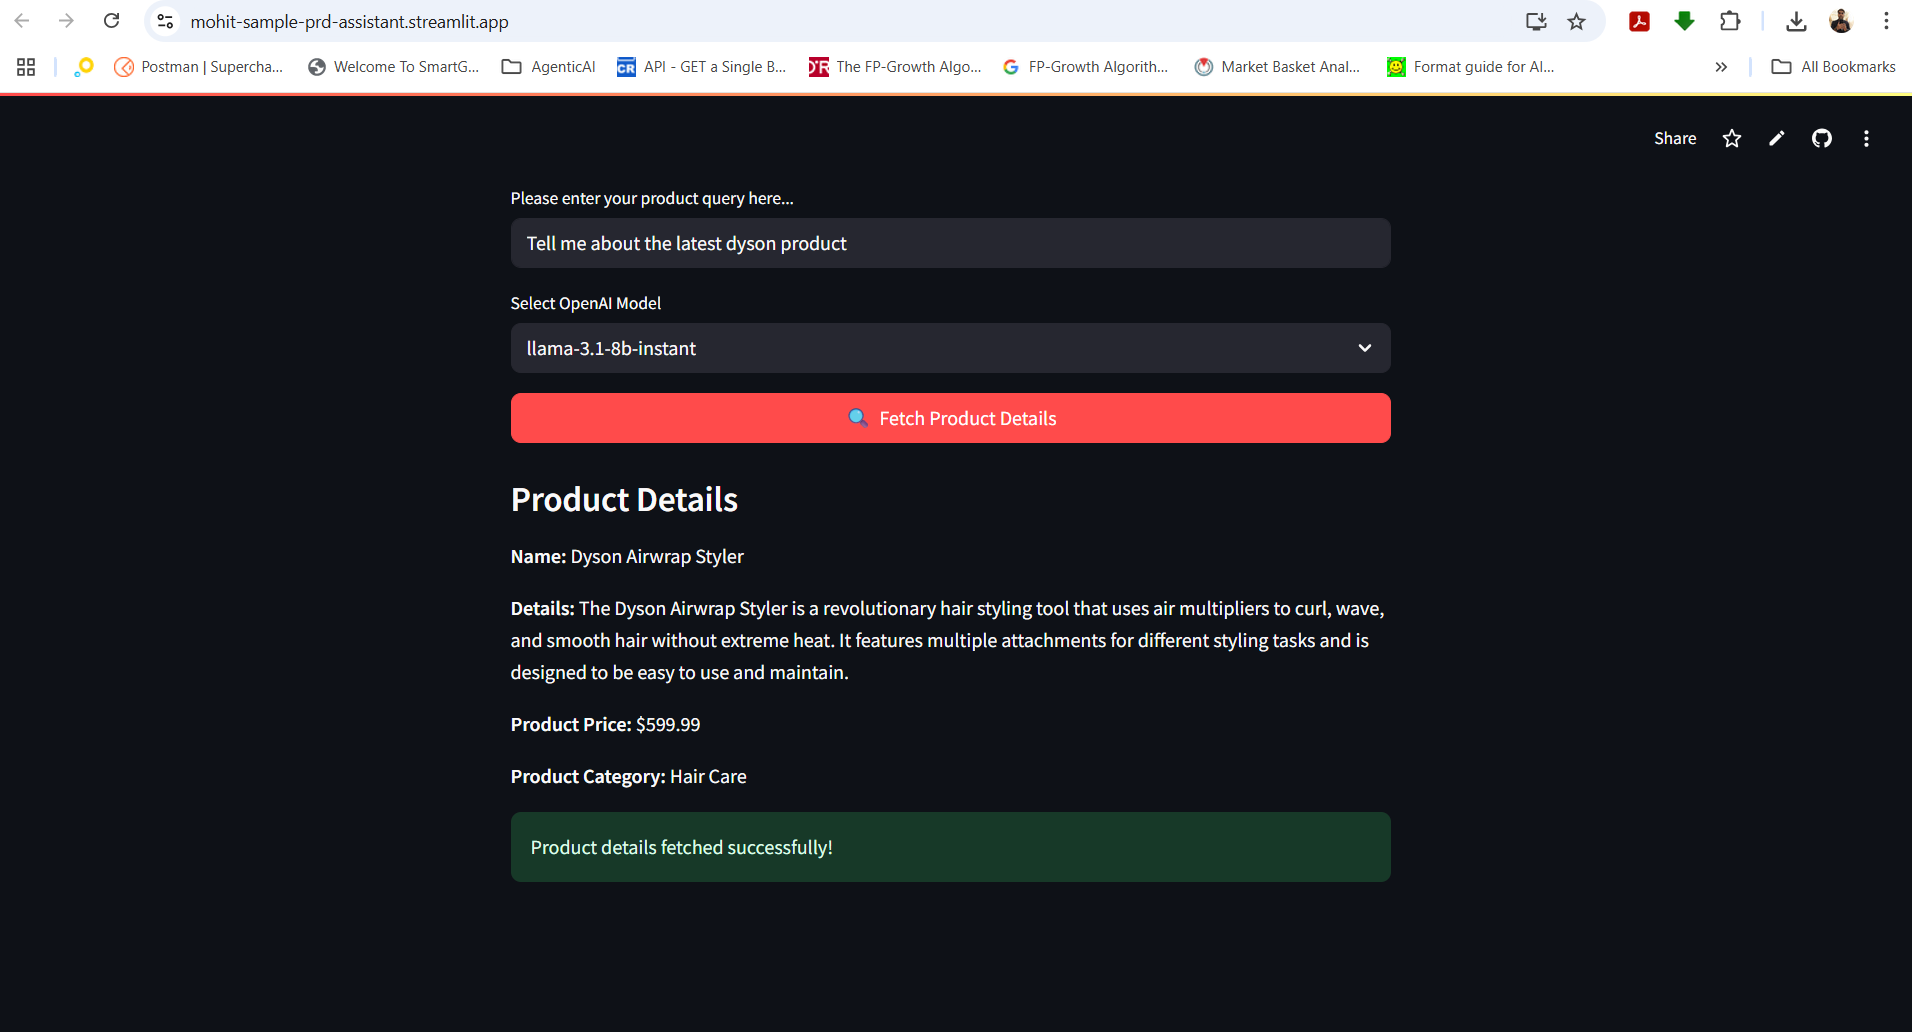 mohit-sample-prd-assistant.streamlit.app
Postman | Supercha...
Welcome To SmartG...
AgenticAI
CR
API - GET a Single B...
The FP-Growth Algo...
FP-Growth Algorith...
Market Basket Anal...
Format guide for AI...
All Bookmarks
Share
Please enter your product query here...
Tell me about the latest dyson product
Select OpenAI Model
llama-3.1-8b-instant
Fetch Product Details
Product Details
Name: Dyson Airwrap Styler
Details: The Dyson Airwrap Styler is a revolutionary hair styling tool that uses air multipliers to curl, wave,
and smooth hair without extreme heat. It features multiple attachments for different styling tasks and is
designed to be easy to use and maintain.
Product Price: $599.99
Product Category: Hair Care
Product details fetched successfully!